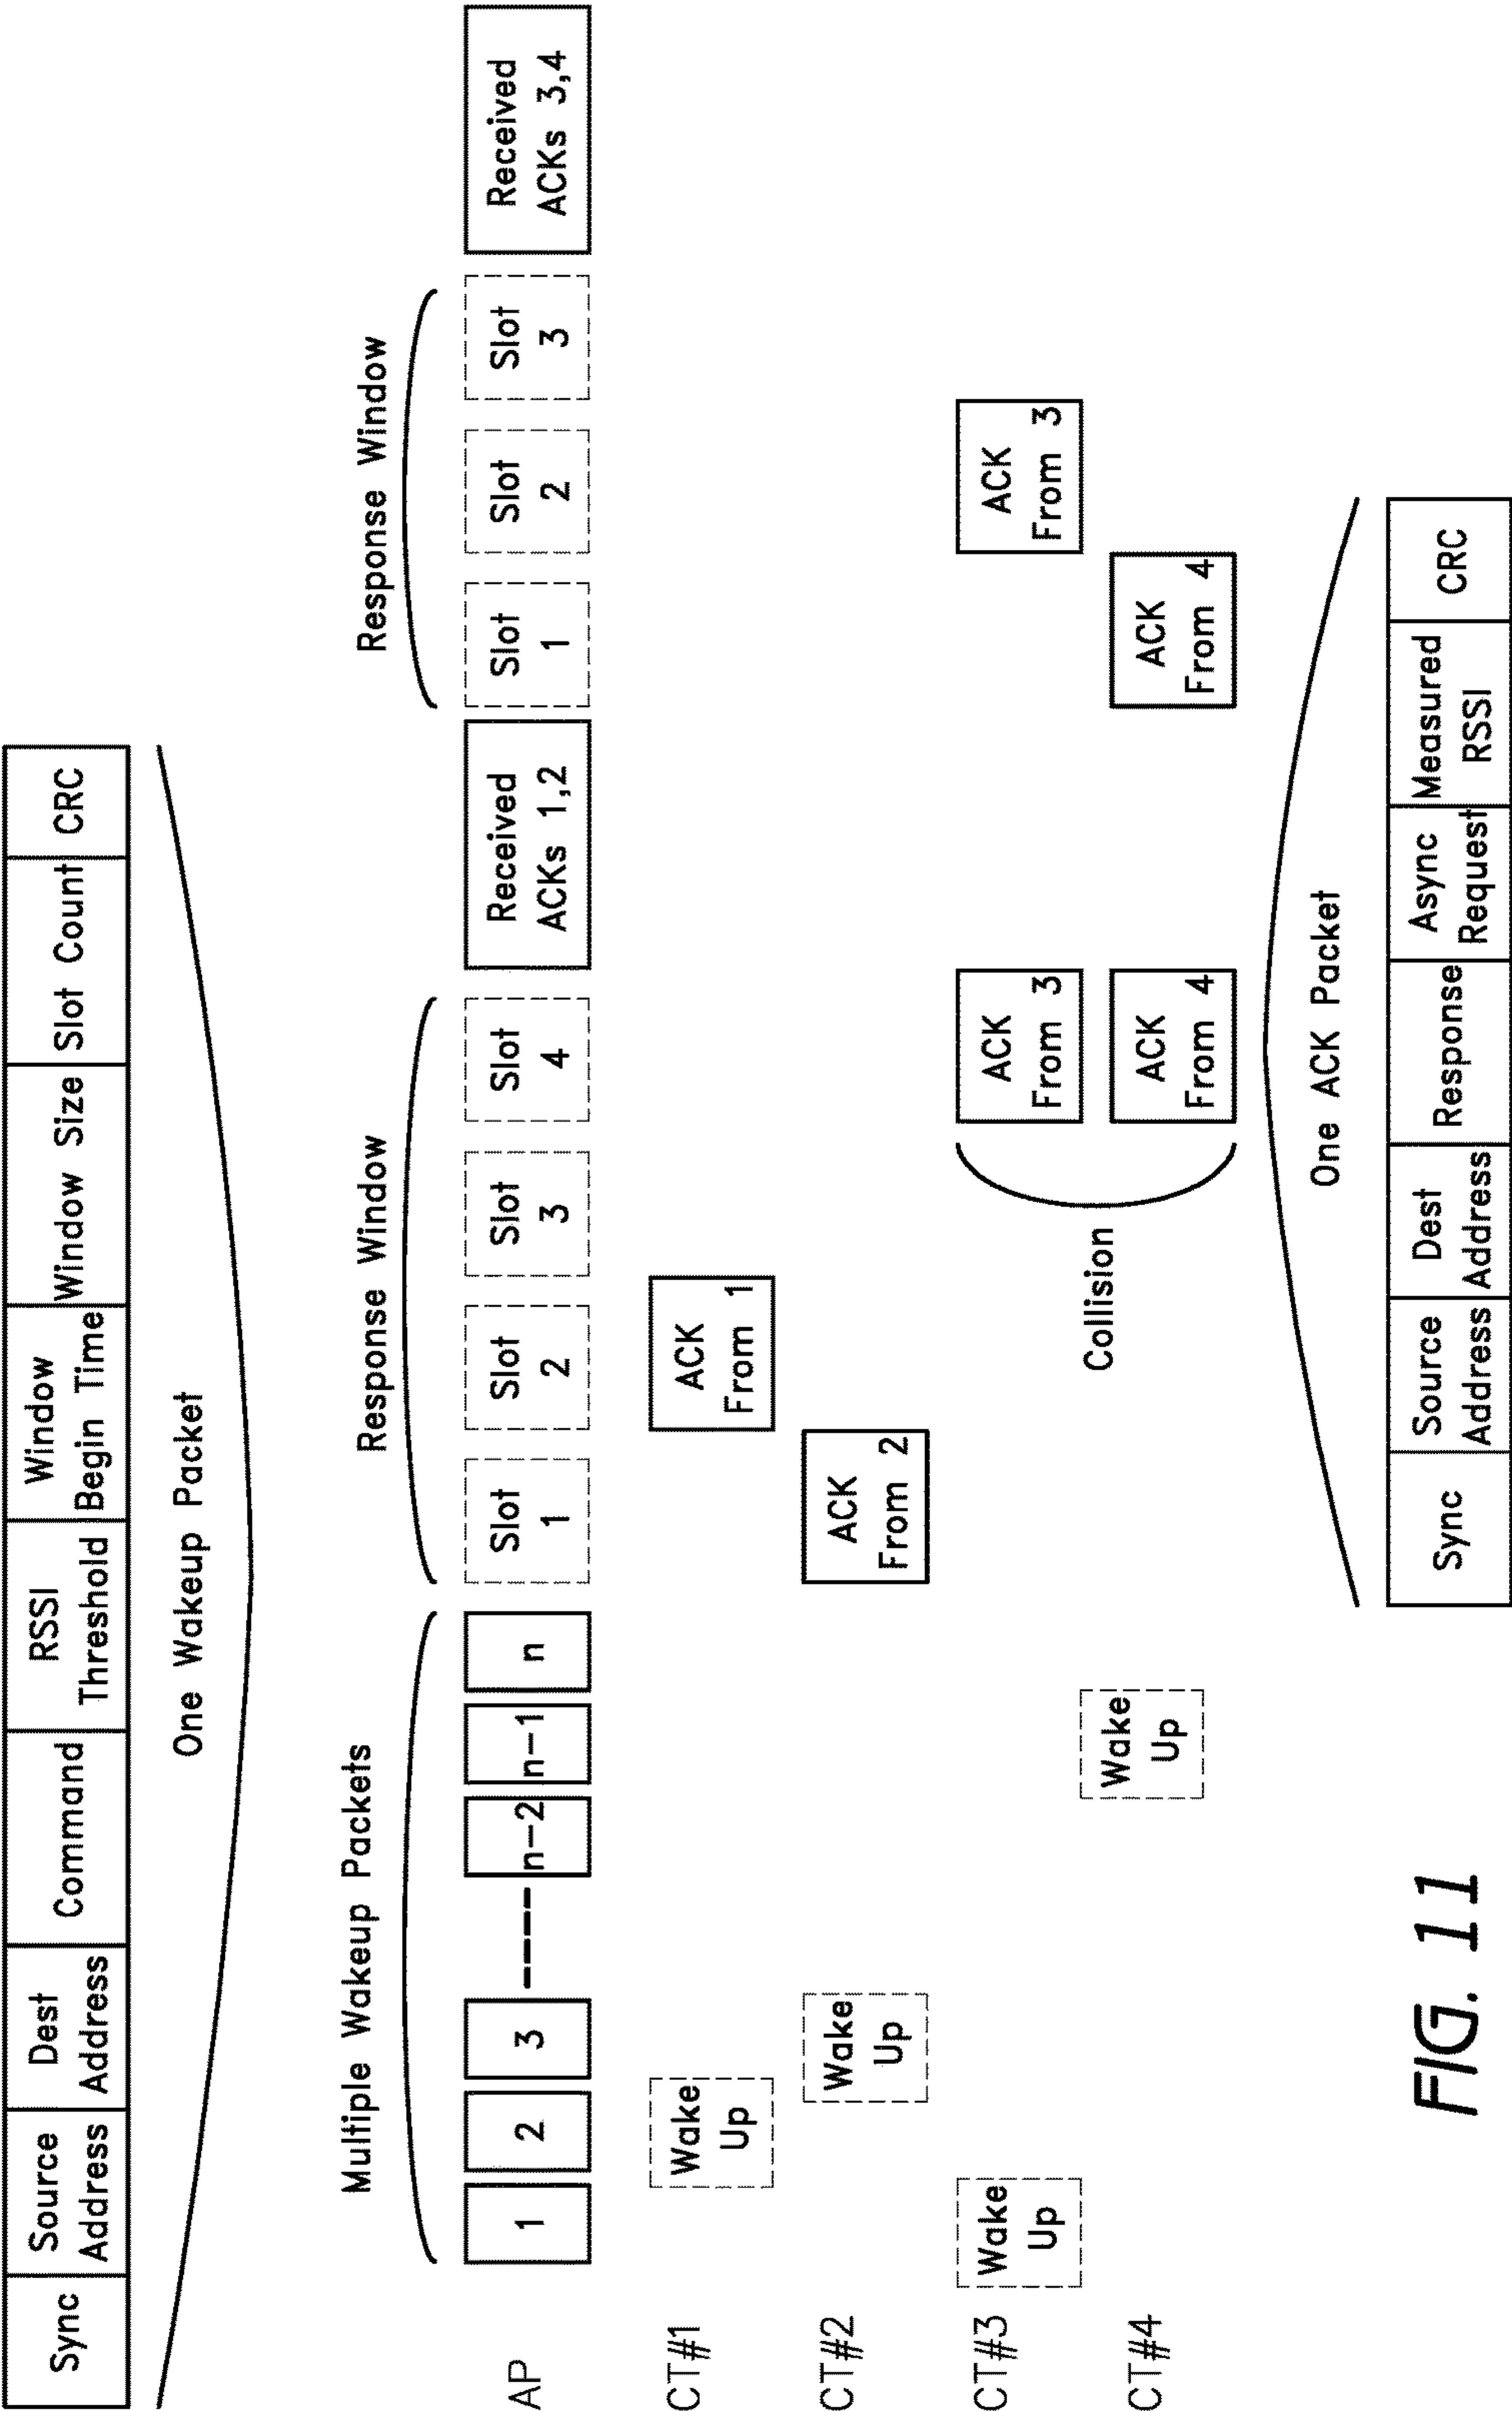 Sync
Source
Address
Dest
Address
Command
RSSI
Threshold
Window
Begin Time
Window Size
Slot Count
CRC
One Wakeup Packet
Multiple Wakeup Packets
Response Window
Response Window
AP
1
2
3
n-2
n-1
n
Slot
1
Slot
2
Slot
3
Slot
4
Received
ACKs 1,2
Slot
1
Slot
2
Slot
3
Received
ACKs 3,4
CT#1
Wake
Up
ACK
From 1
CT#2
Wake
Up
ACK
From 2
CT#3
Wake
Up
ACK
From 3
ACK
From 3
Collision
CT#4
Wake
Up
ACK
From 4
ACK
From 4
One ACK Packet
Sync
Source
Address
Dest
Address
Response
Async
Request
Measured
RSSI
CRC
FIG. 11